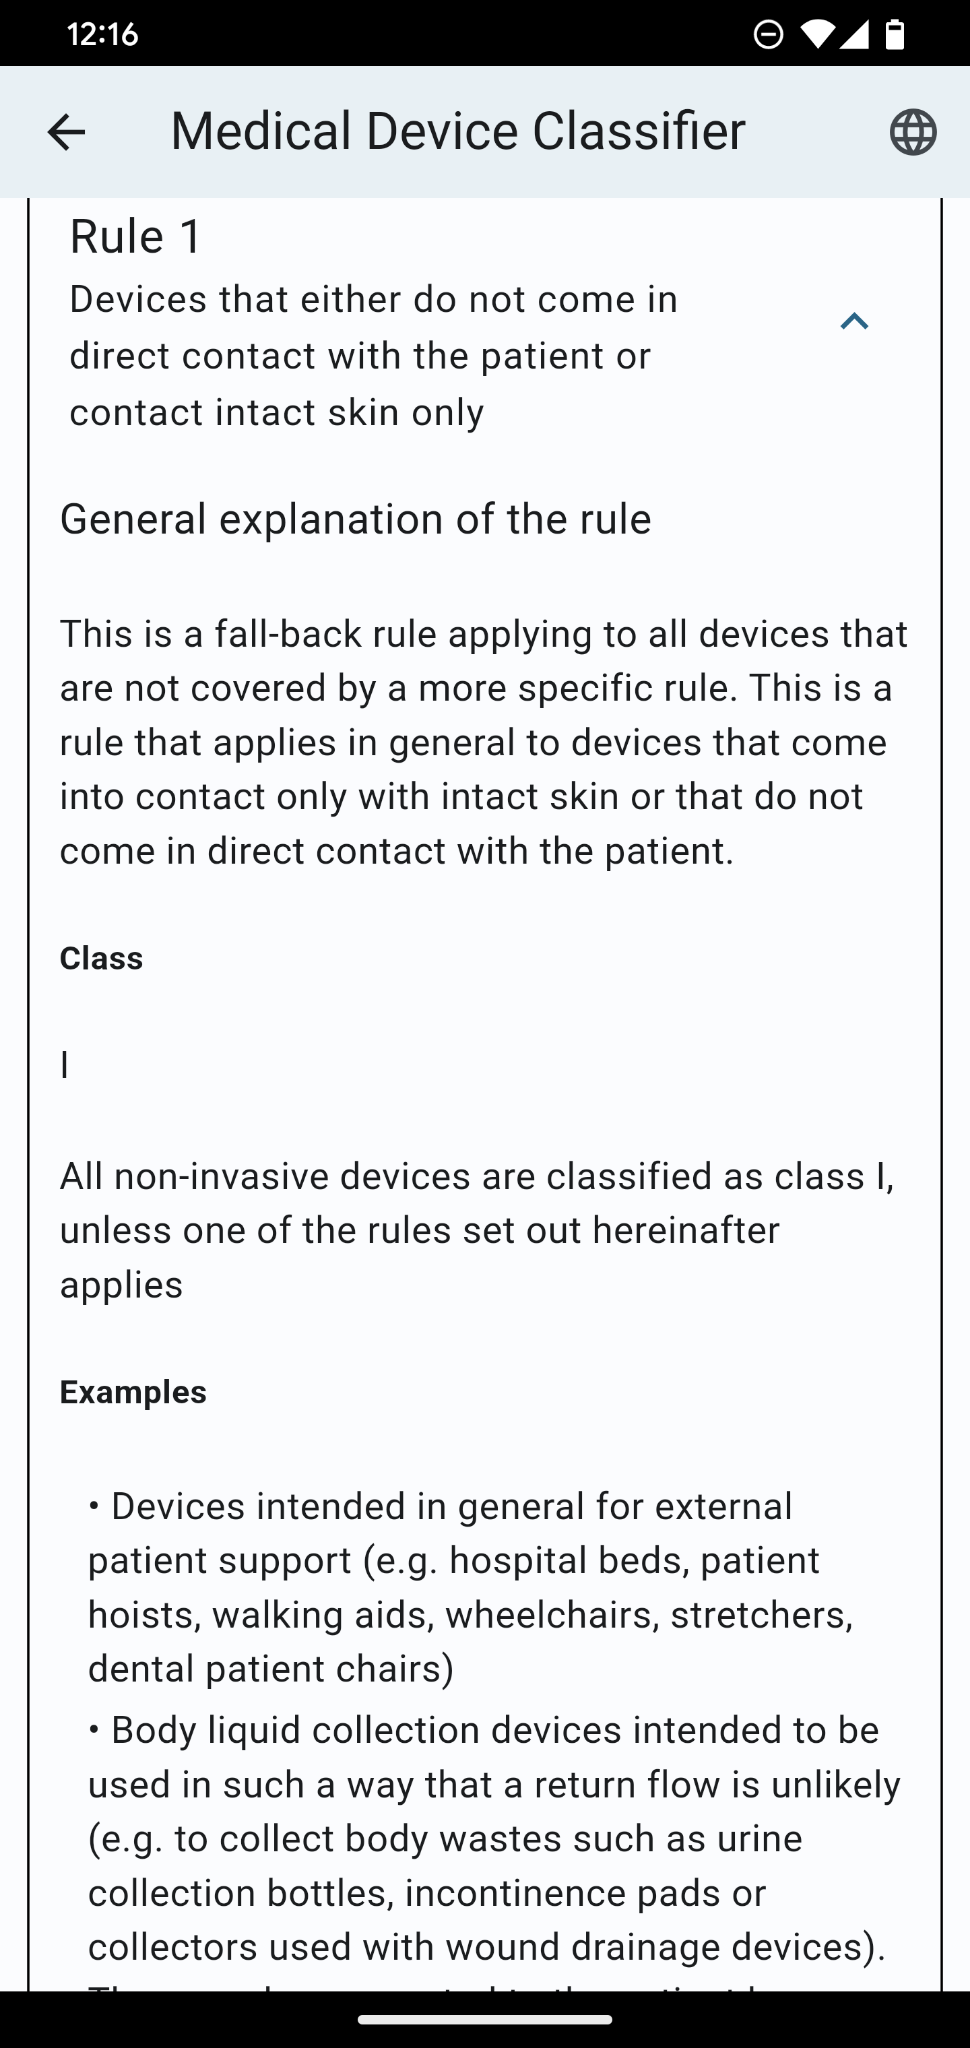 12:16
Medical Device Classifier
Rule 1
Devices that either do not come in
direct contact with the patient or
contact intact skin only
General explanation of the rule
This is a fall-back rule applying to all devices that
are not covered by a more specific rule. This is a
rule that applies in general to devices that come
into contact only with intact skin or that do not
come in direct contact with the patient.
Class
I
All non-invasive devices are classified as class I,
unless one of the rules set out hereinafter
applies
Examples
• Devices intended in general for external
patient support (e.g. hospital beds, patient
hoists, walking aids, wheelchairs, stretchers,
dental patient chairs)
• Body liquid collection devices intended to be
used in such a way that a return flow is unlikely
(e.g. to collect body wastes such as urine
collection bottles, incontinence pads or
collectors used with wound drainage devices).